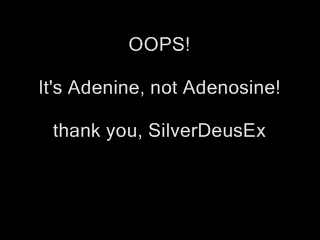 OOPS!
It's Adenine, not Adenosine!
thank you, SilverDeusEx